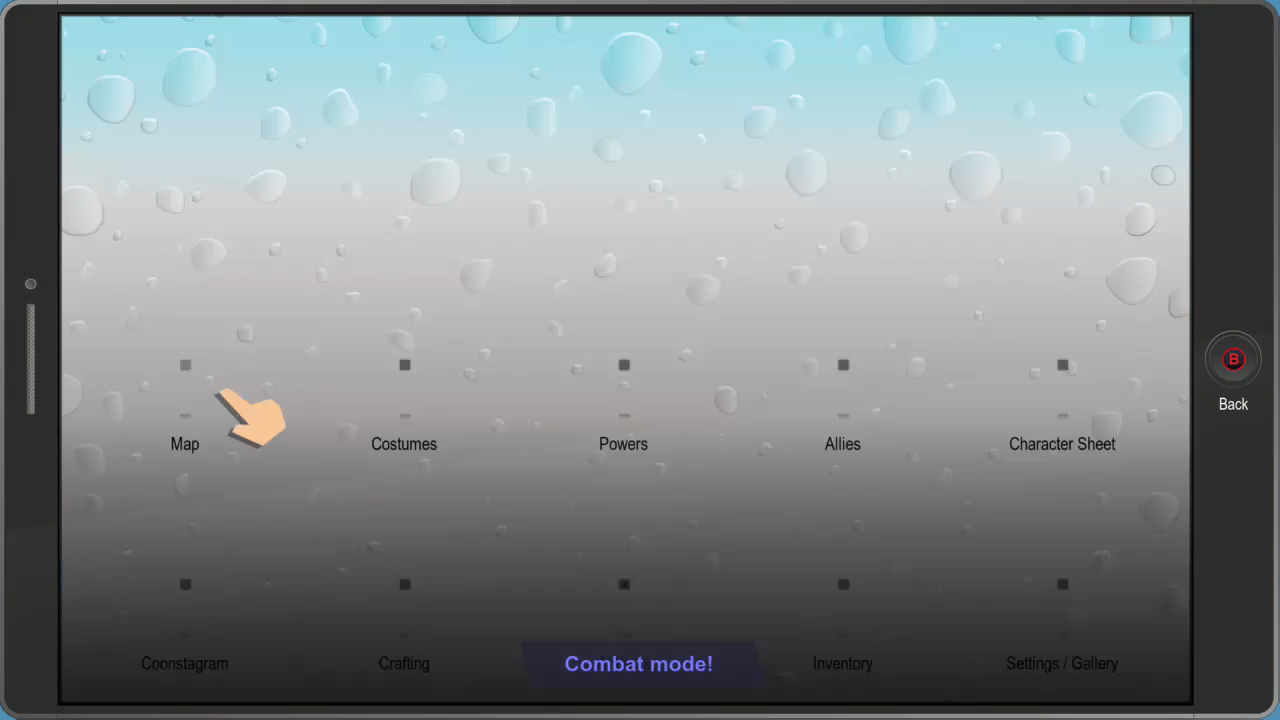 B
Back
Map
Costumes
Powers
Allies
Character Sheet
Coonstagram
Crafting
Combat mode!
Inventory
Settings / Gallery